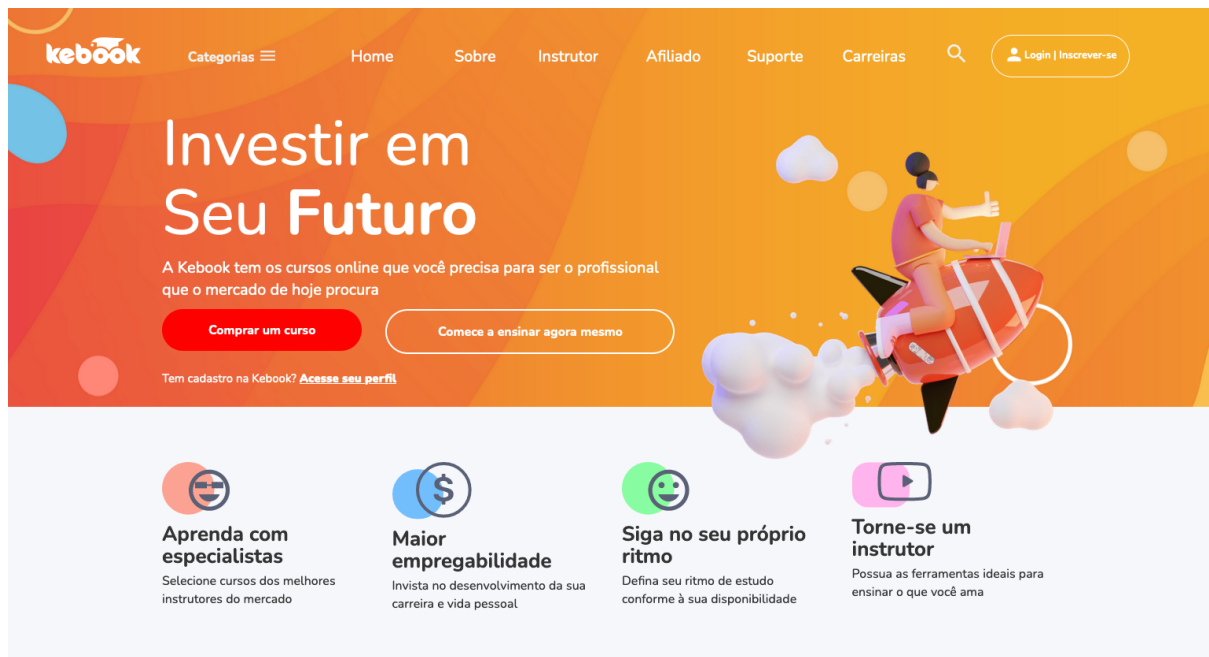 kebook
Categorias
Home
Sobre
Instrutor
Afiliado
Suporte
Carreiras
Login | Inscrever-se
Investir em
Seu Futuro
A Kebook tem os cursos online que você precisa para ser o profissional
que o mercado de hoje procura
Comprar um curso
Comece a ensinar agora mesmo
Tem cadastro na Kebook? Acesse seu perfil
Aprenda com
especialistas
Selecione cursos dos melhores
instrutores do mercado
Maior
empregabilidade
Invista no desenvolvimento da sua
carreira e vida pessoal
Siga no seu próprio
ritmo
Defina seu ritmo de estudo
conforme à sua disponibilidade
Torne-se um
instrutor
Possua as ferramentas ideais para
ensinar o que você ama